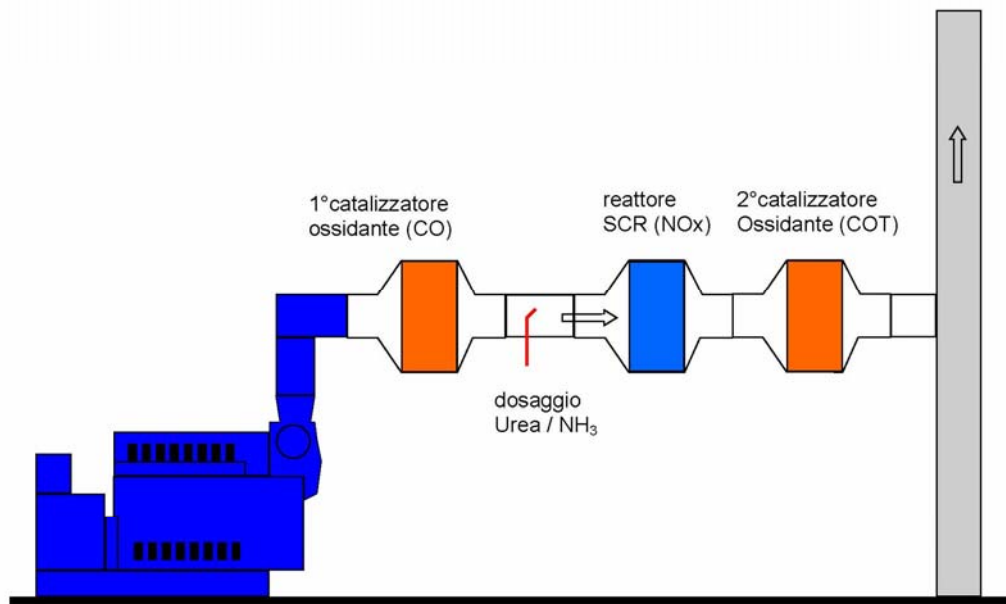 1°catalizzatore
ossidante (CO)
reattore
SCR (NOx)
2°catalizzatore
Ossidante (COT)
dosaggio
Urea / NH₃